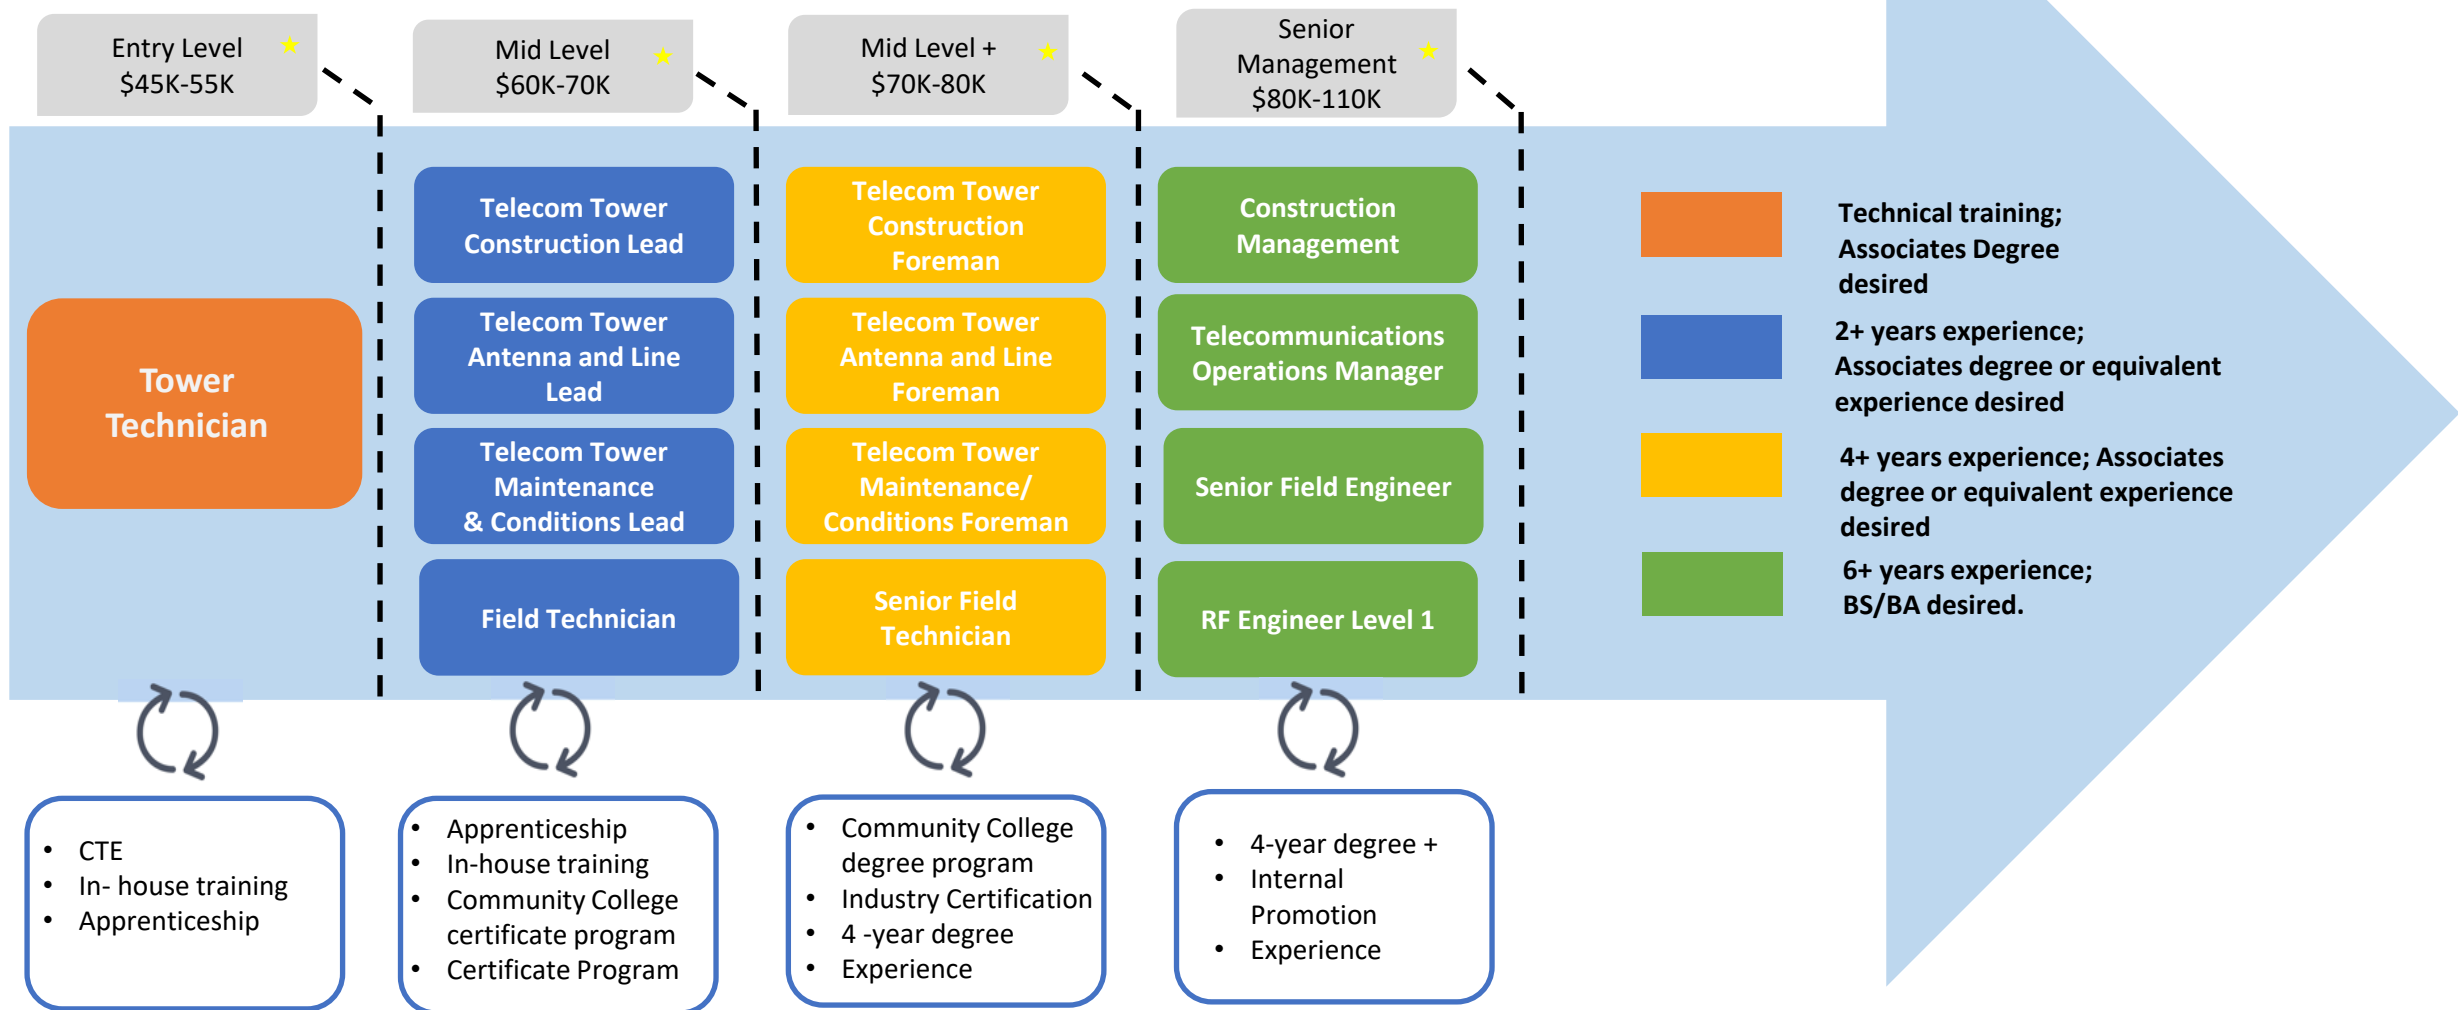 Entry Level
$45K-55K
Mid Level
$60K-70K
Mid Level +
$70K-80K
Senior
Management
$80K-110K
Tower
Technician
Telecom Tower
Construction Lead
Telecom Tower
Antenna and Line
Lead
Telecom Tower
Maintenance
& Conditions Lead
Field Technician
Telecom Tower
Construction
Foreman
Telecom Tower
Antenna and Line
Foreman
Telecom Tower
Maintenance/
Conditions Foreman
Senior Field
Technician
Construction
Management
Telecommunications
Operations Manager
Senior Field Engineer
RF Engineer Level 1
Technical training;
Associates Degree
desired
2+ years experience;
Associates degree or equivalent
experience desired
4+ years experience; Associates
degree or equivalent experience
desired
6+ years experience;
BS/BA desired.
• CTE
• In- house training
• Apprenticeship
• Apprenticeship
• In-house training
• Community College
certificate program
• Certificate Program
• Community College
degree program
• Industry Certification
• 4 -year degree
• Experience
• 4-year degree +
• Internal
Promotion
• Experience